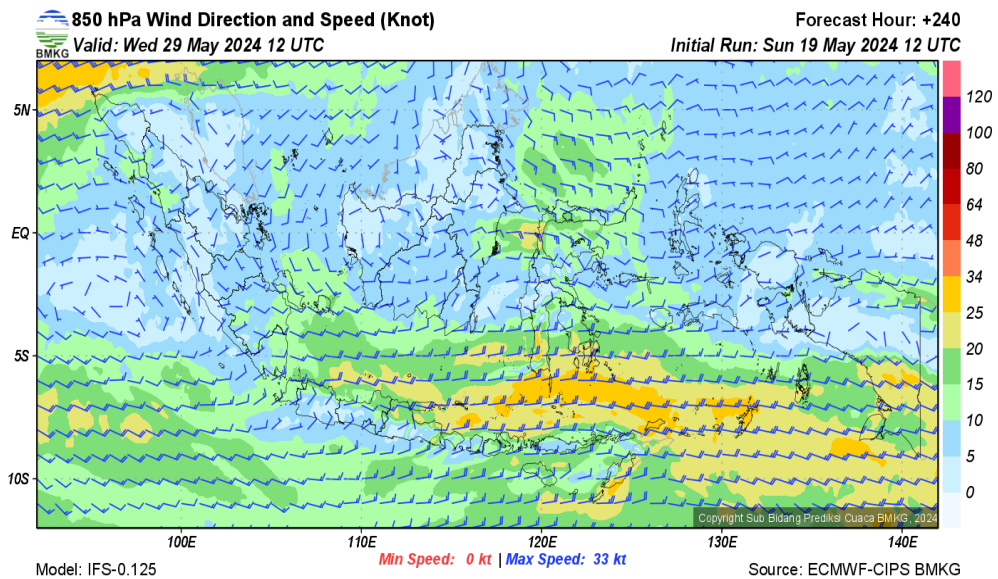 850 hPa Wind Direction and Speed (Knot)
Forecast Hour: +240
BMKG
Valid: Wed 29 May 2024 12 UTC
Initial Run: Sun 19 May 2024 12 UTC
5N
EQ
5S
10S
120
100
80
64
48
34
25
20
15
10
5
0
Copyright Sub Bidang Prediksi Cuaca BMKG, 2024
100E
110E
120E
130E
140E
Min Speed: 0 kt | Max Speed: 33 kt
Model: IFS-0.125
Source: ECMWF-CIPS BMKG